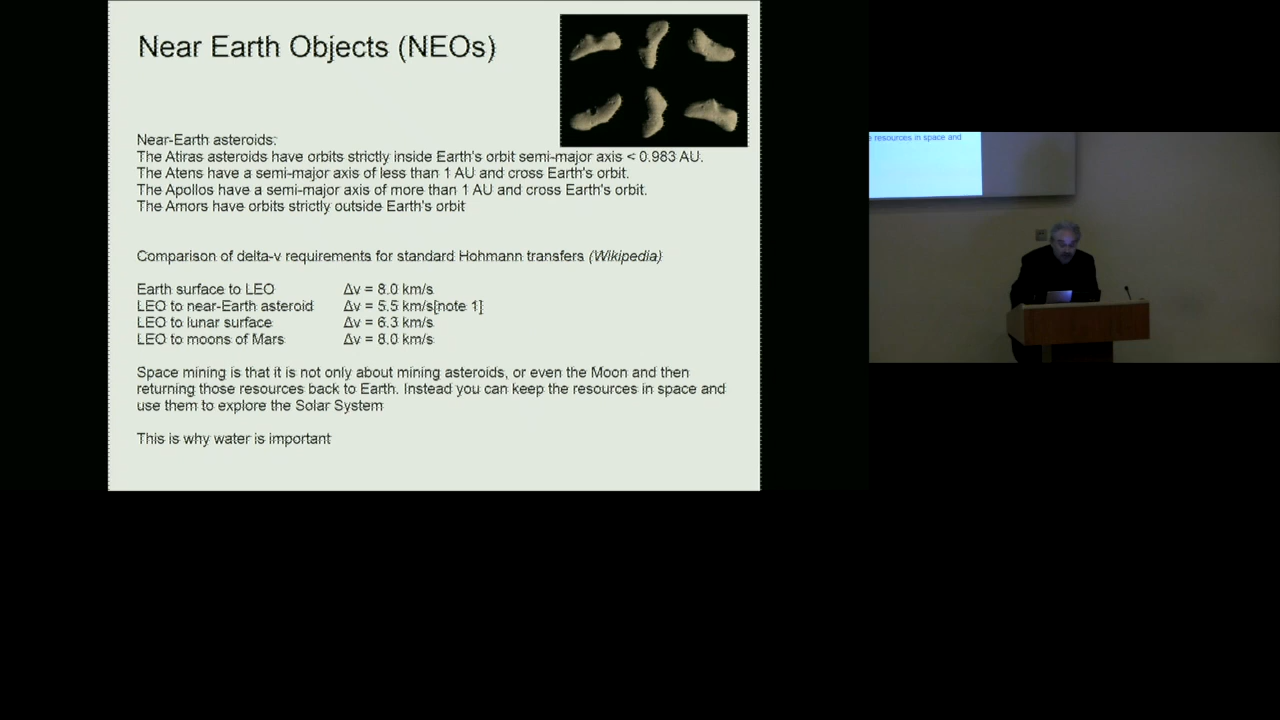 Near Earth Objects (NEOs)
Near-Earth asteroids:
The Atiras asteroids have orbits strictly inside Earth's orbit semi-major axis < 0.983 AU.
The Atens have a semi-major axis of less than 1 AU and cross Earth's orbit.
The Apollos have a semi-major axis of more than 1 AU and cross Earth's orbit.
The Amors have orbits strictly outside Earth's orbit
Comparison of delta-v requirements for standard Hohmann transfers (Wikipedia)
Earth surface to LEO Δv = 8.0 km/s
LEO to near-Earth asteroid Δv = 5.5 km/s[note 1]
LEO to lunar surface Δv = 6.3 km/s
LEO to moons of Mars Δv = 8.0 km/s
Space mining is that it is not only about mining asteroids, or even the Moon and then
returning those resources back to Earth. Instead you can keep the resources in space and
use them to explore the Solar System
This is why water is important
e resources in space and